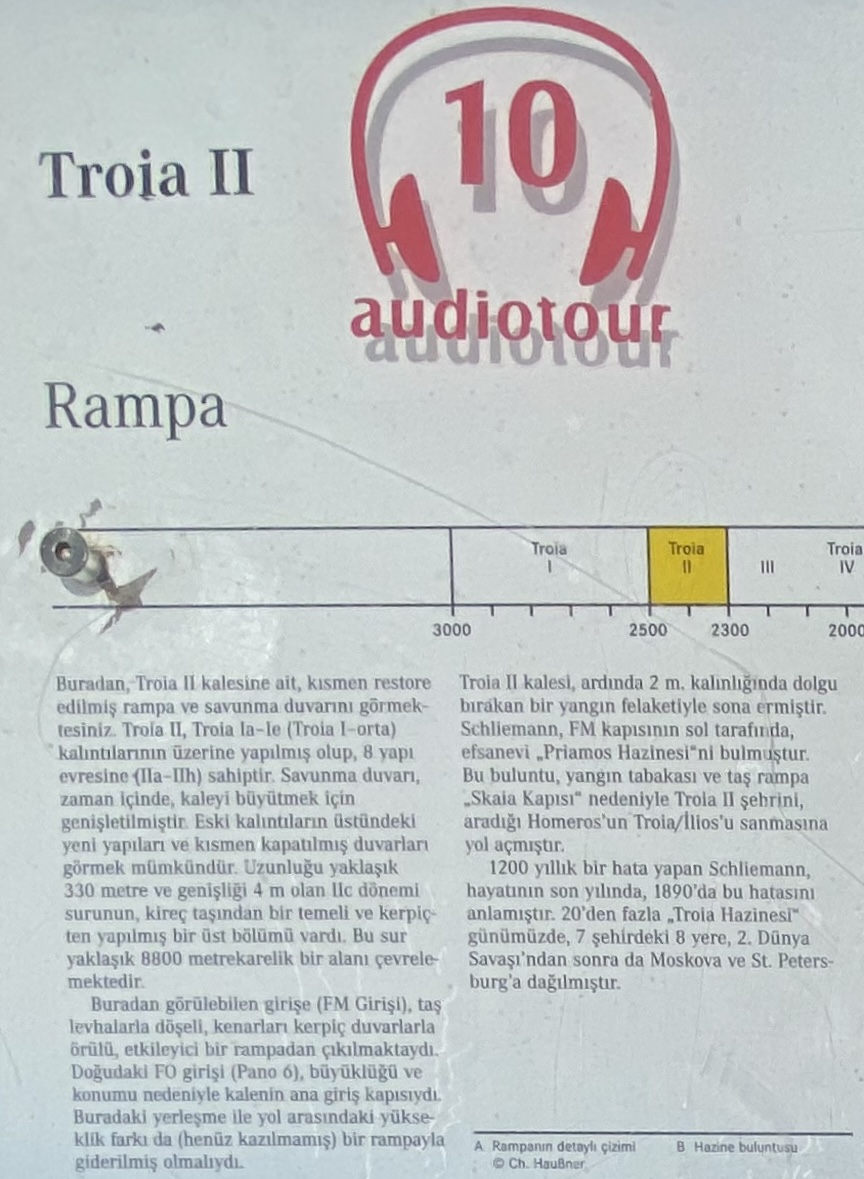 10
audiotour
Troia II
Rampa
Troia
I
Troia
II
III
Troia
IV
3000
2500
2300
2000
Buradan, Troia II kalesine ait, kısmen restore
edilmiş rampa ve savunma duvarını görmek-
tesiniz. Troia II, Troia Ia-Ie (Troia I-orta)
kalıntılarının üzerine yapılmış olup, 8 yapı
evresine (IIa-IIh) sahiptir. Savunma duvarı,
zaman içinde, kaleyi büyütmek için
genişletilmiştir. Eski kalıntıların üstündeki
yeni yapıları ve kısmen kapatılmış duvarları
görmek mümkündür. Uzunluğu yaklaşık
330 metre ve genişliği 4 m olan IIc dönemi
surunun, kireç taşından bir temeli ve kerpiç-
ten yapılmış bir üst bölümü vardı. Bu sur
yaklaşık 8800 metrekarelik bir alanı çevrele-
mektedir.
Buradan görülebilen girişe (FM Girişi), taş
levhalarla döşeli, kenarları kerpiç duvarlarla
örülü, etkileyici bir rampadan çıkılmaktaydı.
Doğudaki FO girişi (Pano 6), büyüklüğü ve
konumu nedeniyle kalenin ana giriş kapısıydı.
Buradaki yerleşme ile yol arasındaki yükse-
klik farkı da (henüz kazılmamış) bir rampayla
giderilmiş olmalıydı.
Troia II kalesi, ardında 2 m. kalınlığında dolgu
bırakan bir yangın felaketiyle sona ermiştir.
Schliemann, FM kapısının sol tarafında,
efsanevi „Priamos Hazinesi“ni bulmuştur.
Bu buluntu, yangın tabakası ve taş rampa
„Skaia Kapısı“ nedeniyle Troia II şehrini,
aradığı Homeros'un Troia/İlios'u sanmasına
yol açmıştır.
1200 yıllık bir hata yapan Schliemann,
hayatının son yılında, 1890'da bu hatasını
anlamıştır. 20'den fazla „Troia Hazinesi“
günümüzde, 7 şehirdeki 8 yere, 2. Dünya
Savaşı'ndan sonra da Moskova ve St. Peters-
burg'a dağılmıştır.
A Rampanın detaylı çizimi
© Ch. Haußner
B Hazine buluntusu